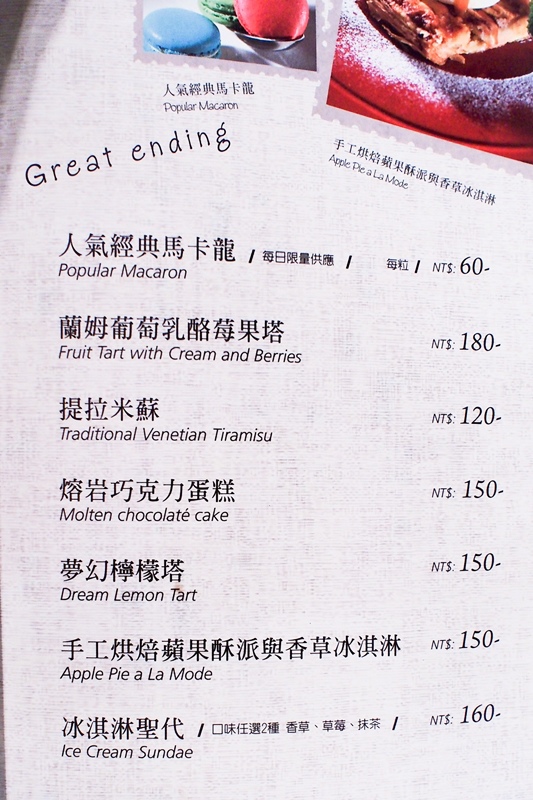 人氣經典馬卡龍
Popular Macaron
手工烘焙蘋果酥派與香草冰淇淋
Apple Pie a La Mode
Great ending
人氣經典馬卡龍 / 每日限量供應 / 每粒 / NT$: 60-
Popular Macaron
蘭姆葡萄乳酪莓果塔 NT$: 180-
Fruit Tart with Cream and Berries
提拉米蘇 NT$: 120-
Traditional Venetian Tiramisu
熔岩巧克力蛋糕 NT$: 150-
Molten chocolaté cake
夢幻檸檬塔 NT$: 150-
Dream Lemon Tart
手工烘焙蘋果酥派與香草冰淇淋 NT$: 150-
Apple Pie a La Mode
冰淇淋聖代 / 口味任選2種 香草、草莓、抹茶 / NT$: 160-
Ice Cream Sundae